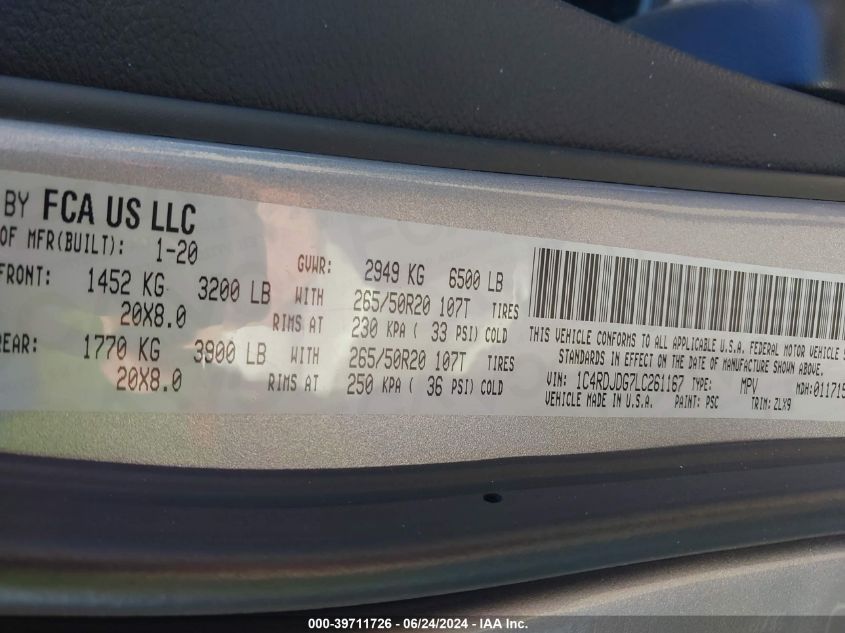 BY FCA US LLC
OF MFR(BUILT): 1-20
GVWR: 2949 KG 6500 LB
FRONT: 1452 KG 3200 LB WITH 265/50R20 107T TIRES
20X8.0 RIMS AT 230 KPA ( 33 PSI) COLD
REAR: 1770 KG 3900 LB WITH 265/50R20 107T TIRES
20X8.0 RIMS AT 250 KPA ( 36 PSI) COLD
THIS VEHICLE CONFORMS TO ALL APPLICABLE U.S.A. FEDERAL MOTOR VEHICLE
STANDARDS IN EFFECT ON THE DATE OF MANUFACTURE SHOWN ABOVE.
VIN: 1C4RDJDG7LC261167 TYPE: MPV MDH:011715
VEHICLE MADE IN U.S.A. PAINT: PSC TRIM: ZLX9
000-39711726 - 06/24/2024 - IAA Inc.